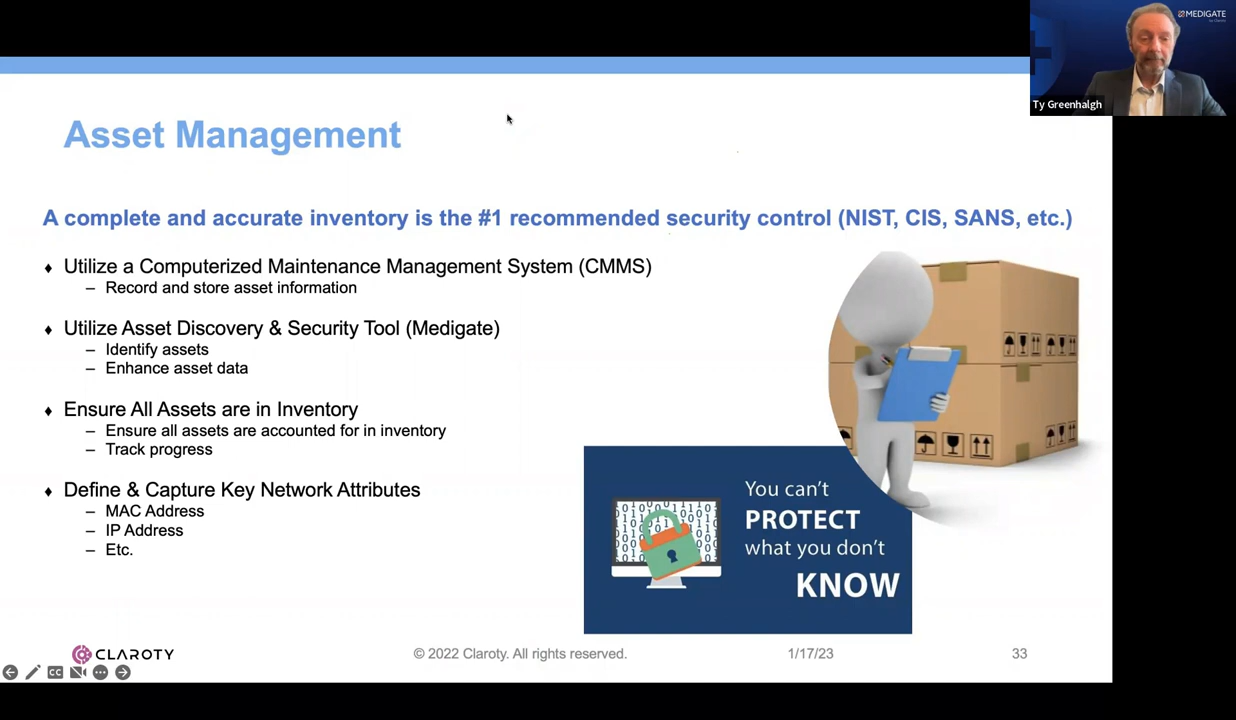 MEDIGATE
by Claroty
Ty Greenhalgh
Asset Management
A complete and accurate inventory is the #1 recommended security control (NIST, CIS, SANS, etc.)
♦ Utilize a Computerized Maintenance Management System (CMMS)
– Record and store asset information
♦ Utilize Asset Discovery & Security Tool (Medigate)
– Identify assets
– Enhance asset data
♦ Ensure All Assets are in Inventory
– Ensure all assets are accounted for in inventory
– Track progress
♦ Define & Capture Key Network Attributes
– MAC Address
– IP Address
– Etc.
You can't
PROTECT
what you don't
KNOW
CLAROTY
© 2022 Claroty. All rights reserved.
1/17/23
33
CC